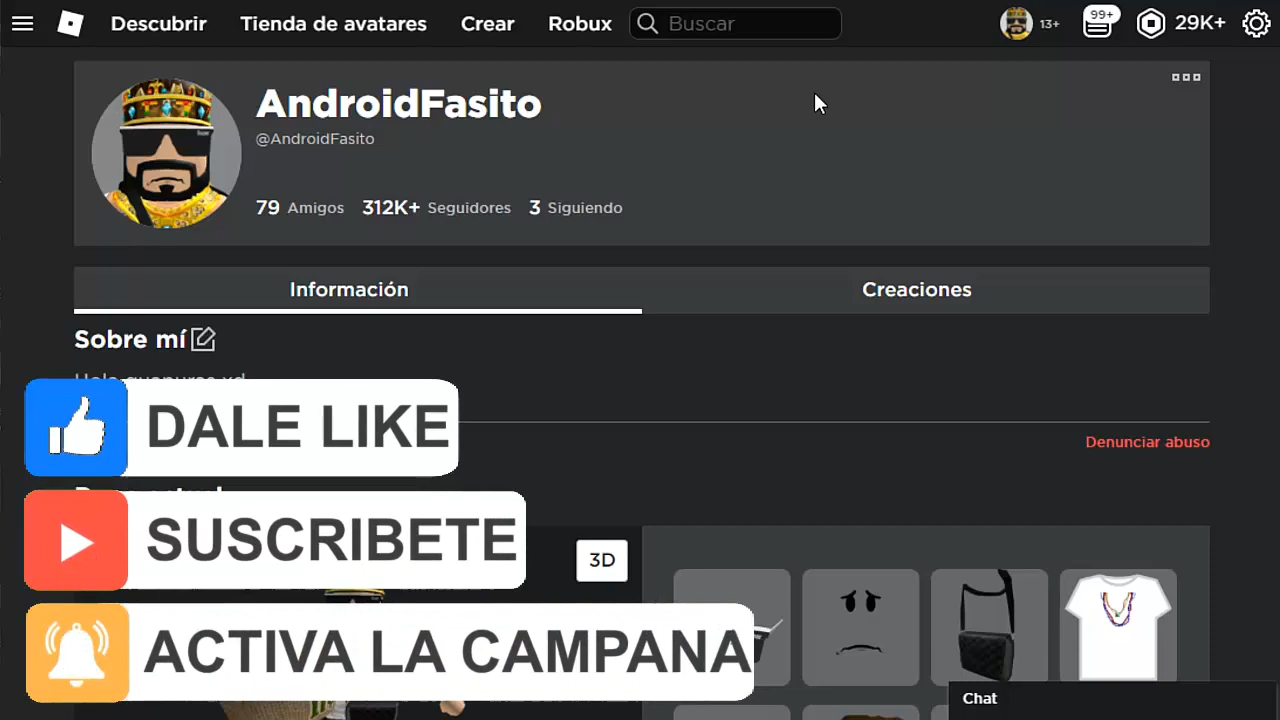 Descubrir Tienda de avatares Crear Robux Buscar 13+ 99+ 29K+
AndroidFasito
@AndroidFasito
79 Amigos 312K+ Seguidores 3 Siguiendo
Información Creaciones
Sobre mí
DALE LIKE
Denunciar abuso
SUSCRIBETE
3D
ACTIVA LA CAMPANA
Chat